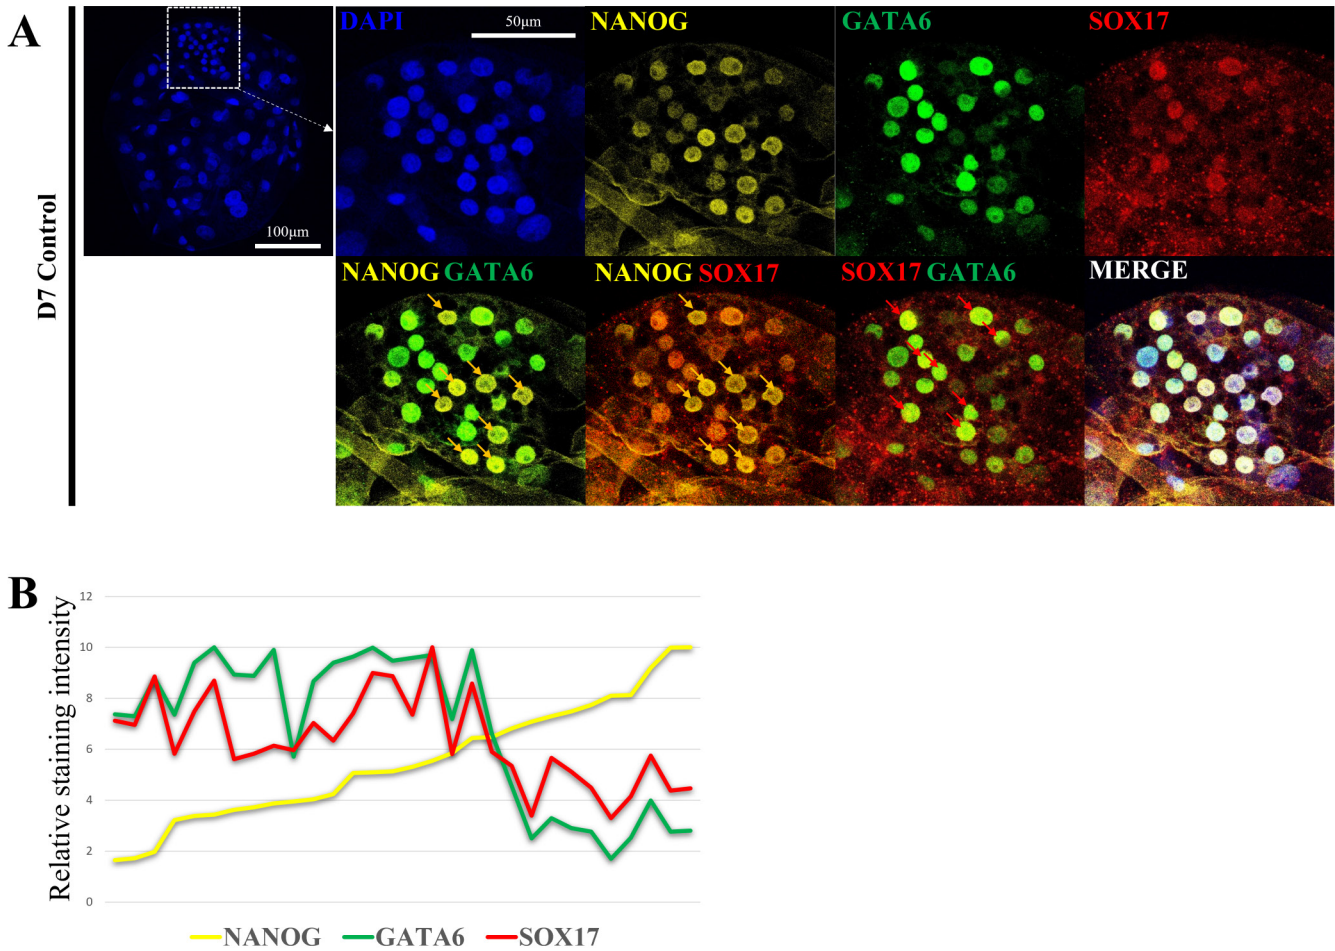 A
D7 Control
100μm
DAPI
50μm
NANOG
GATA6
SOX17
NANOG GATA6
NANOG SOX17
SOX17 GATA6
MERGE
B
Relative staining intensity
12
10
8
6
4
2
0
NANOG GATA6 SOX17